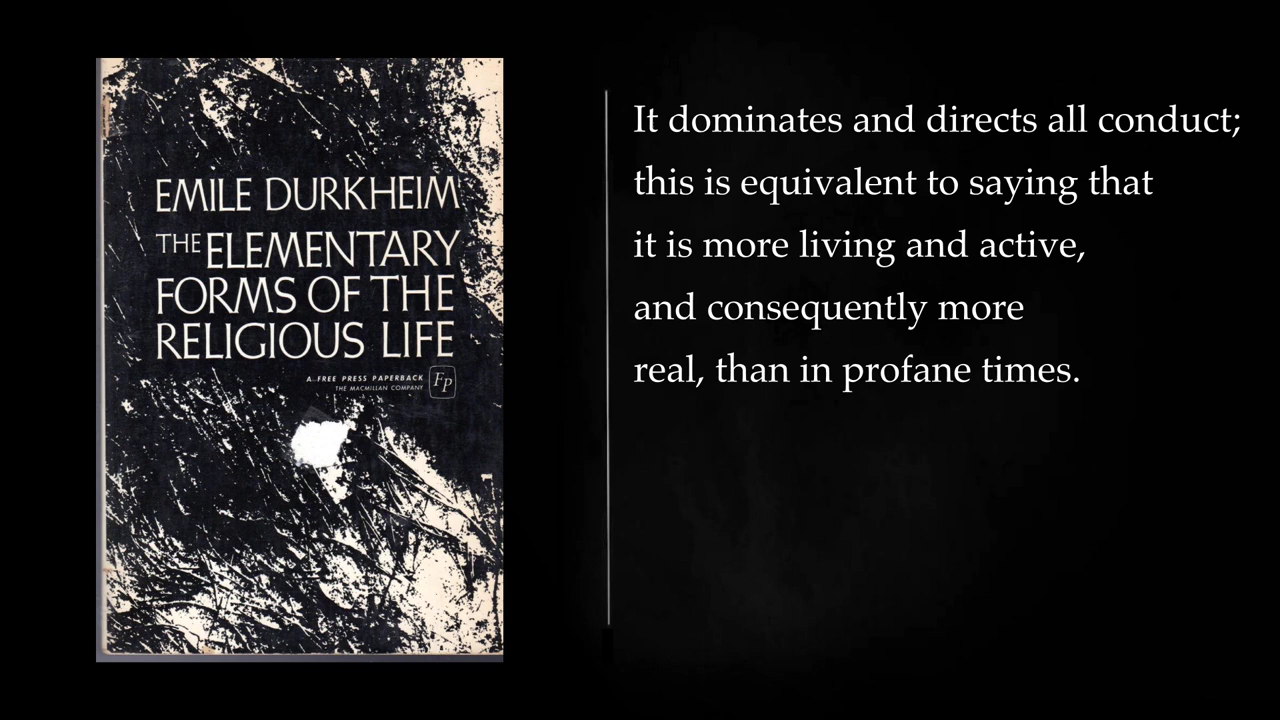 EMILE DURKHEIM
THE ELEMENTARY
FORMS OF THE
RELIGIOUS LIFE
A FREE PRESS PAPERBACK
THE MACMILLAN COMPANY
FP
It dominates and directs all conduct;
this is equivalent to saying that
it is more living and active,
and consequently more
real, than in profane times.